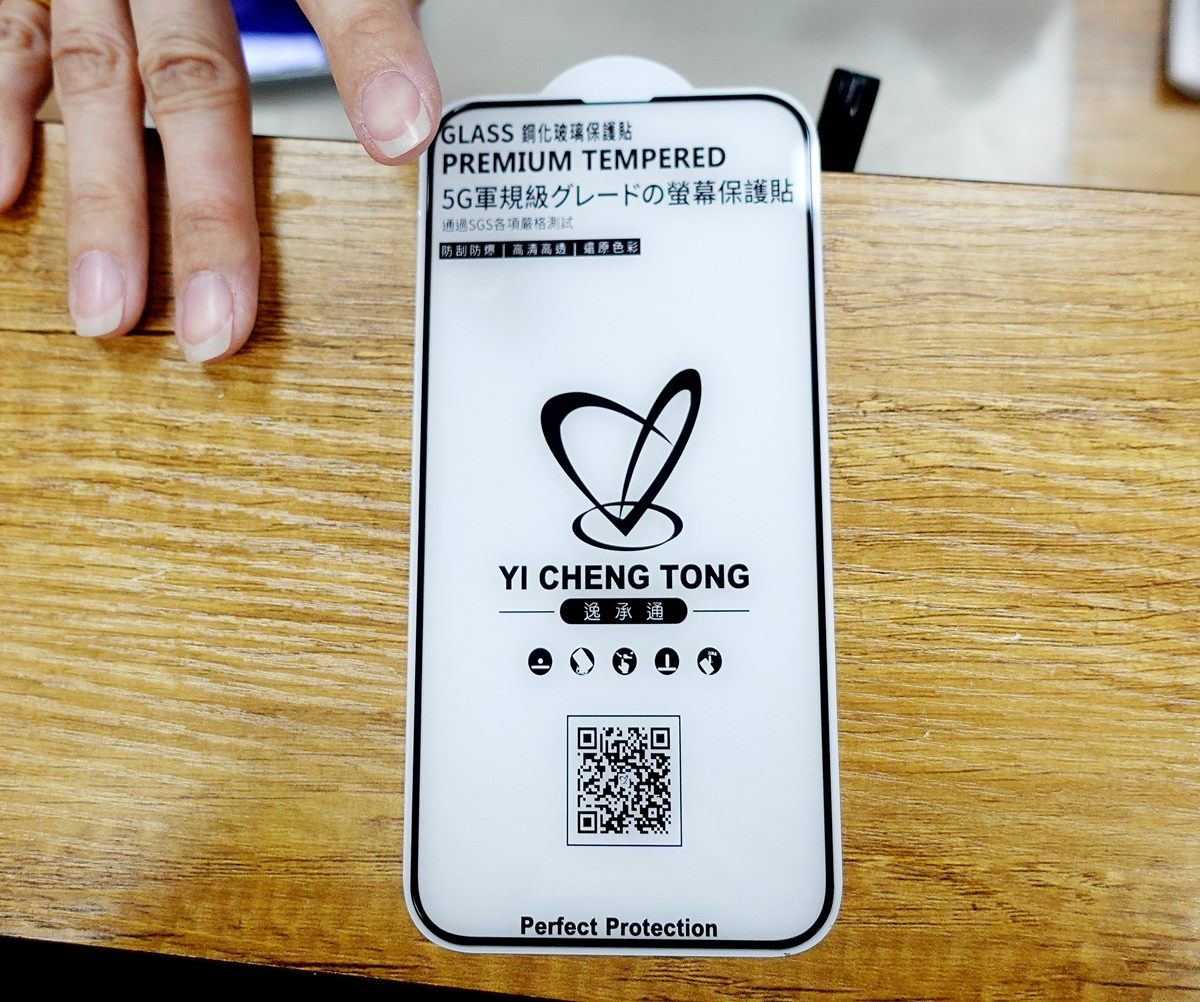 GLASS 鋼化玻璃保護貼
PREMIUM TEMPERED
5G軍規級グレードの螢幕保護貼
通過SGS各項嚴格測試
防刮防爆 | 高清高透 | 還原色彩
YI CHENG TONG
逸承通
Perfect Protection